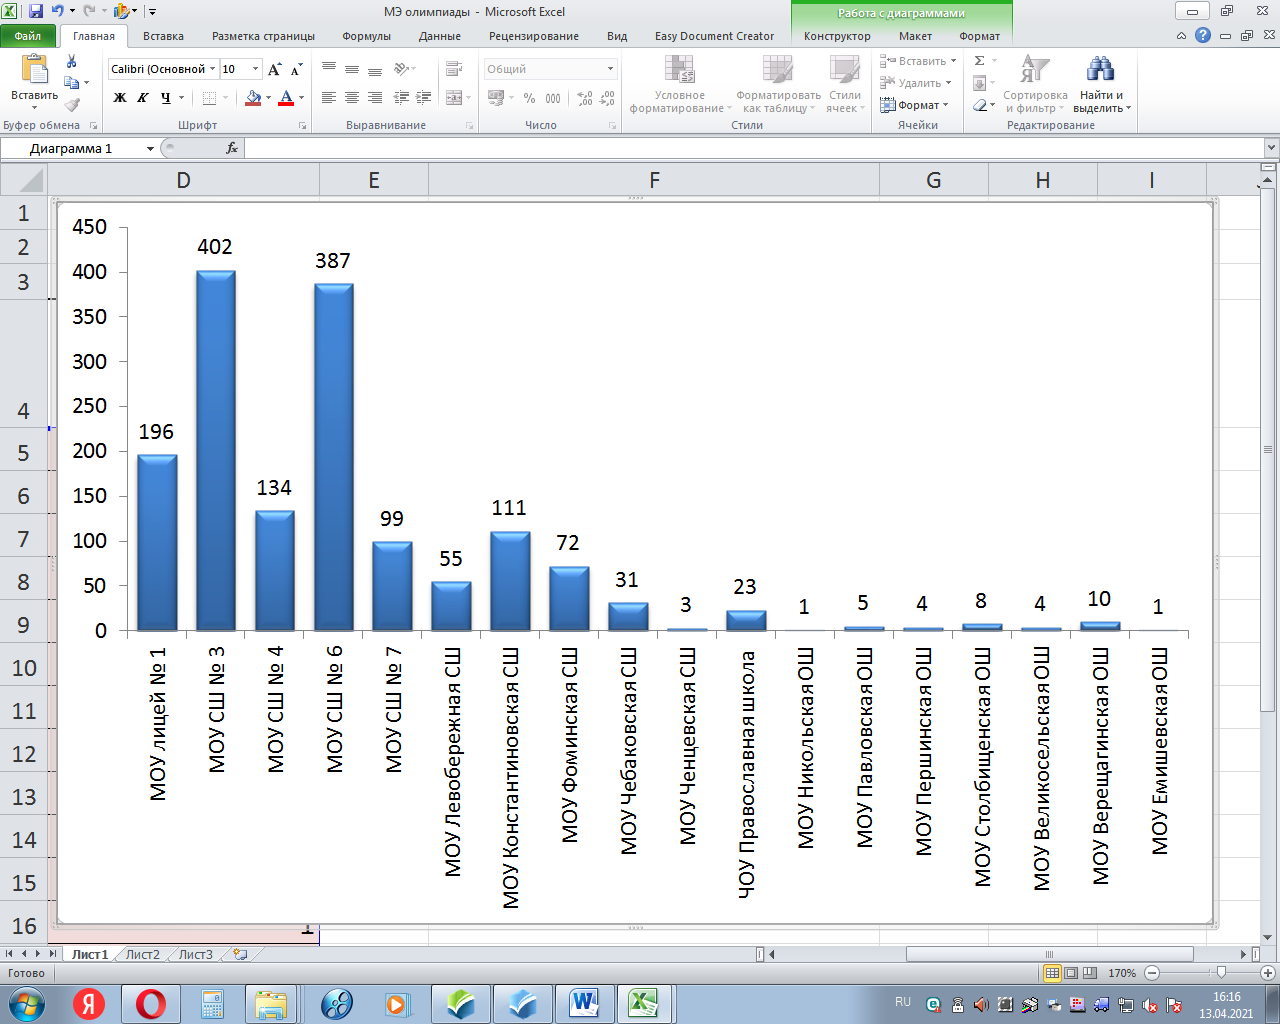 МЭ олимпиады - Microsoft Excel
Работа с диаграммами
Файл Главная Вставка Разметка страницы Формулы Данные Рецензирование Вид Easy Document Creator Конструктор Макет Формат
Вставить
Буфер обмена
Calibri (Основной 10
Ж К Ч А
Шрифт
Выравнивание
Общий
% 000
Число
Условное форматирование
Форматировать как таблицу
Стили ячеек
Стили
Вставить
Удалить
Формат
Ячейки
Сортировка и фильтр
Найти и выделить
Редактирование
Диаграмма 1 fx
D E F G H I
1
2
3
4
5
6
7
8
9
10
11
12
13
14
15
16
450
400
350
300
250
200
150
100
50
0
196
402
134
387
99
55
111
72
31
3
23
1
5
4
8
4
10
1
МОУ лицей № 1
МОУ СШ № 3
МОУ СШ № 4
МОУ СШ № 6
МОУ СШ № 7
МОУ Левобережная СШ
МОУ Константиновская СШ
МОУ Фоминская СШ
МОУ Чебаковская СШ
МОУ Ченцевская СШ
ЧОУ Православная школа
МОУ Никольская ОШ
МОУ Павловская ОШ
МОУ Першинская ОШ
МОУ Столбищенская ОШ
МОУ Великосельская ОШ
МОУ Верещагинская ОШ
МОУ Емишевская ОШ
1
Лист1 Лист2 Лист3
Готово 170%
RU
16:16
13.04.2021